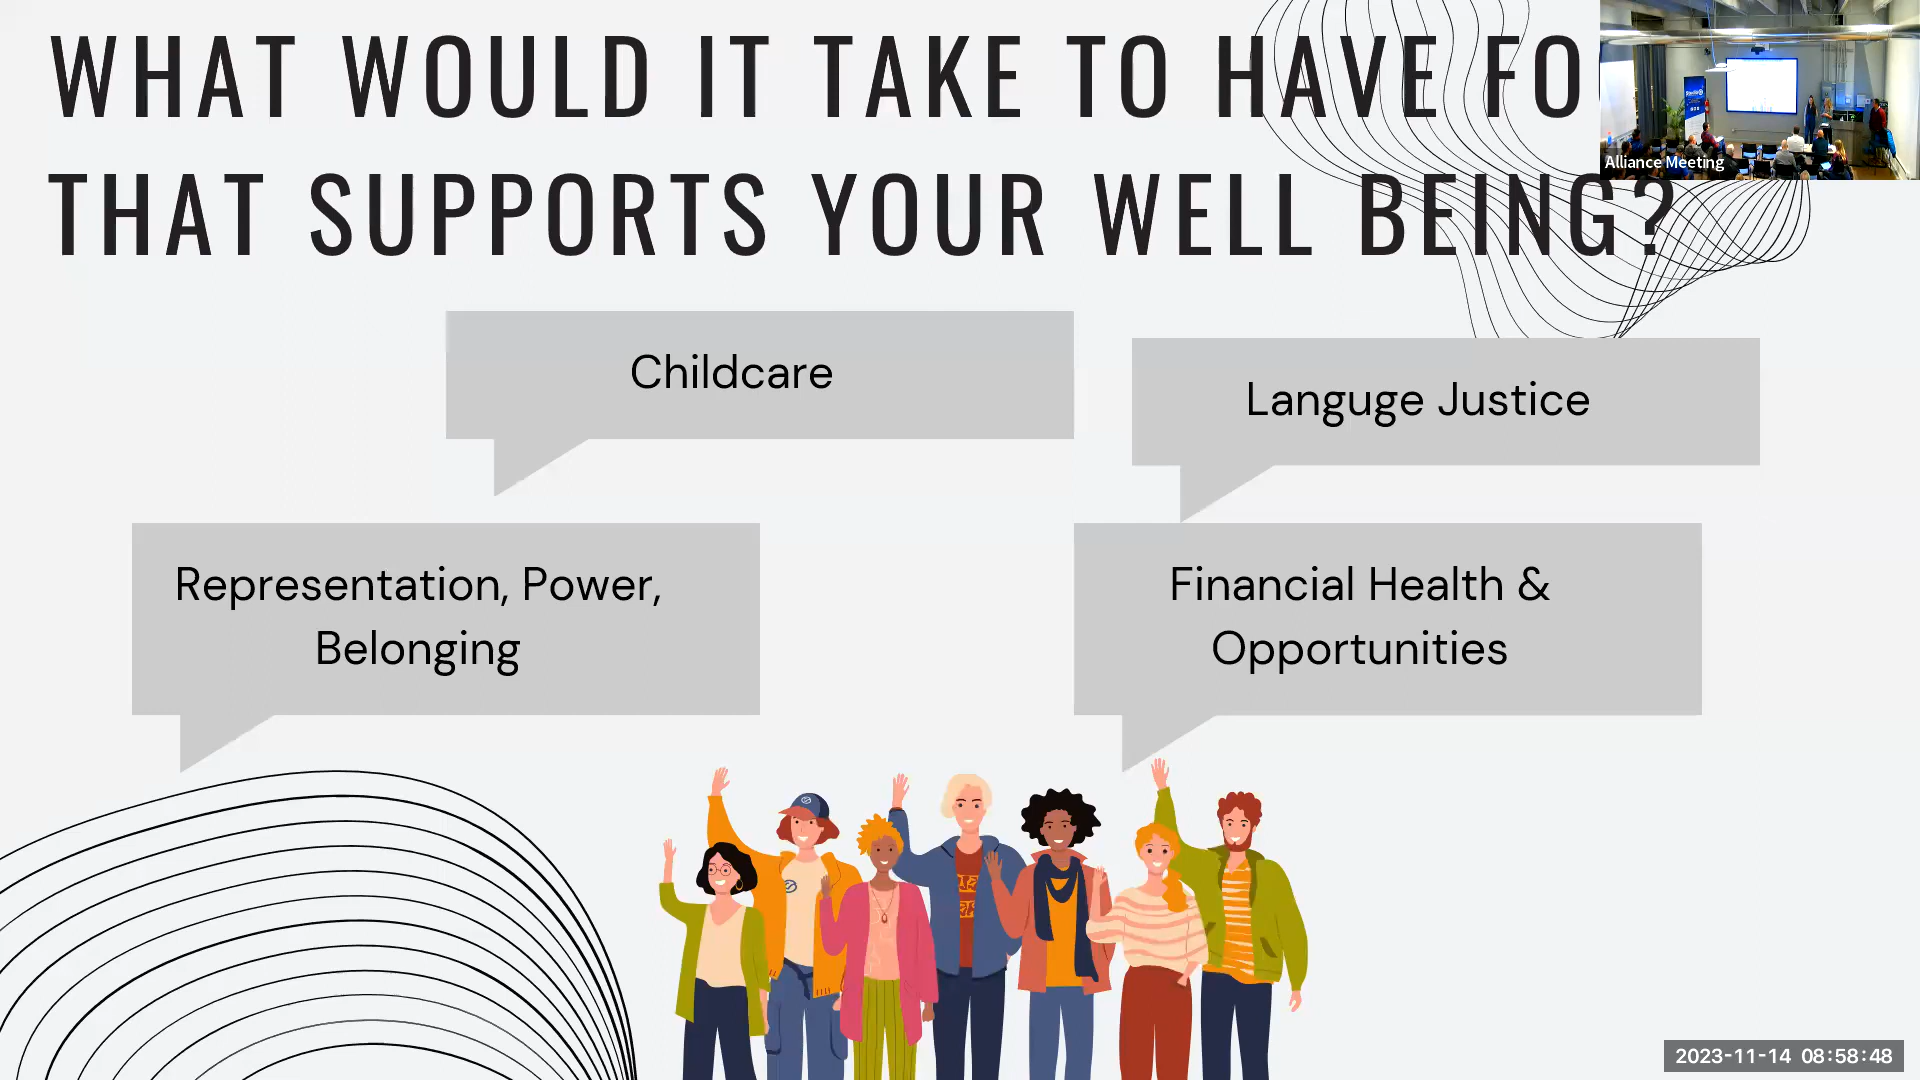 WHAT WOULD IT TAKE TO HAVE FO
THAT SUPPORTS YOUR WELL BEING?
Alliance Meeting
Childcare
Languge Justice
Representation, Power,
Belonging
Financial Health &
Opportunities
2023-11-14 08:58:48